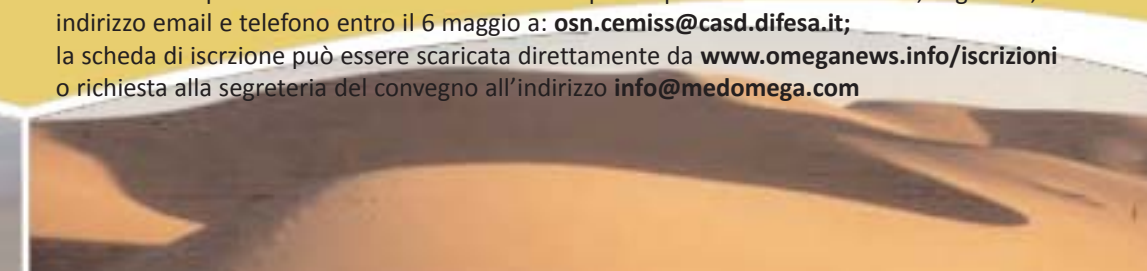 indirizzo email e telefono entro il 6 maggio a: osn.cemiss@casd.difesa.it;
la scheda di iscrzione può essere scaricata direttamente da www.omeganews.info/iscrizioni
o richiesta alla segreteria del convegno all'indirizzo info@medomega.com